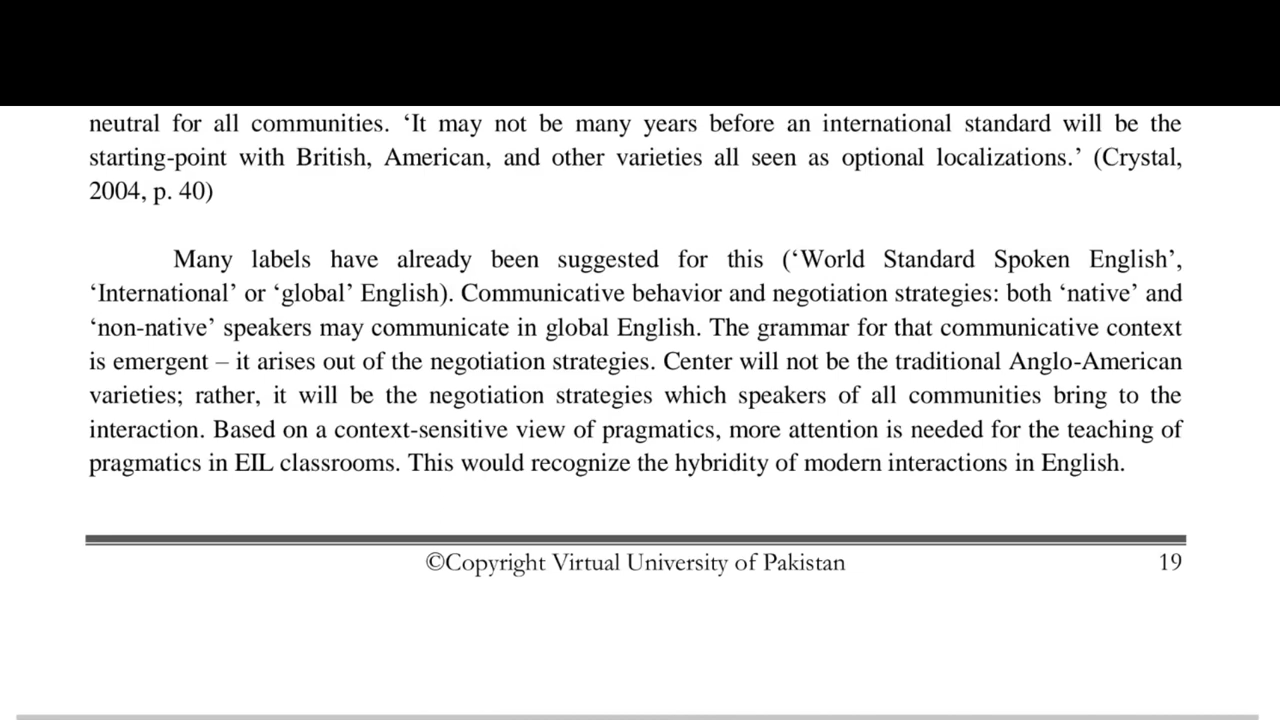 neutral for all communities. ‘It may not be many years before an international standard will be the
starting-point with British, American, and other varieties all seen as optional localizations.’ (Crystal,
2004, p. 40)
Many labels have already been suggested for this (‘World Standard Spoken English’,
‘International’ or ‘global’ English). Communicative behavior and negotiation strategies: both ‘native’ and
‘non-native’ speakers may communicate in global English. The grammar for that communicative context
is emergent – it arises out of the negotiation strategies. Center will not be the traditional Anglo-American
varieties; rather, it will be the negotiation strategies which speakers of all communities bring to the
interaction. Based on a context-sensitive view of pragmatics, more attention is needed for the teaching of
pragmatics in EIL classrooms. This would recognize the hybridity of modern interactions in English.
©Copyright Virtual University of Pakistan 19